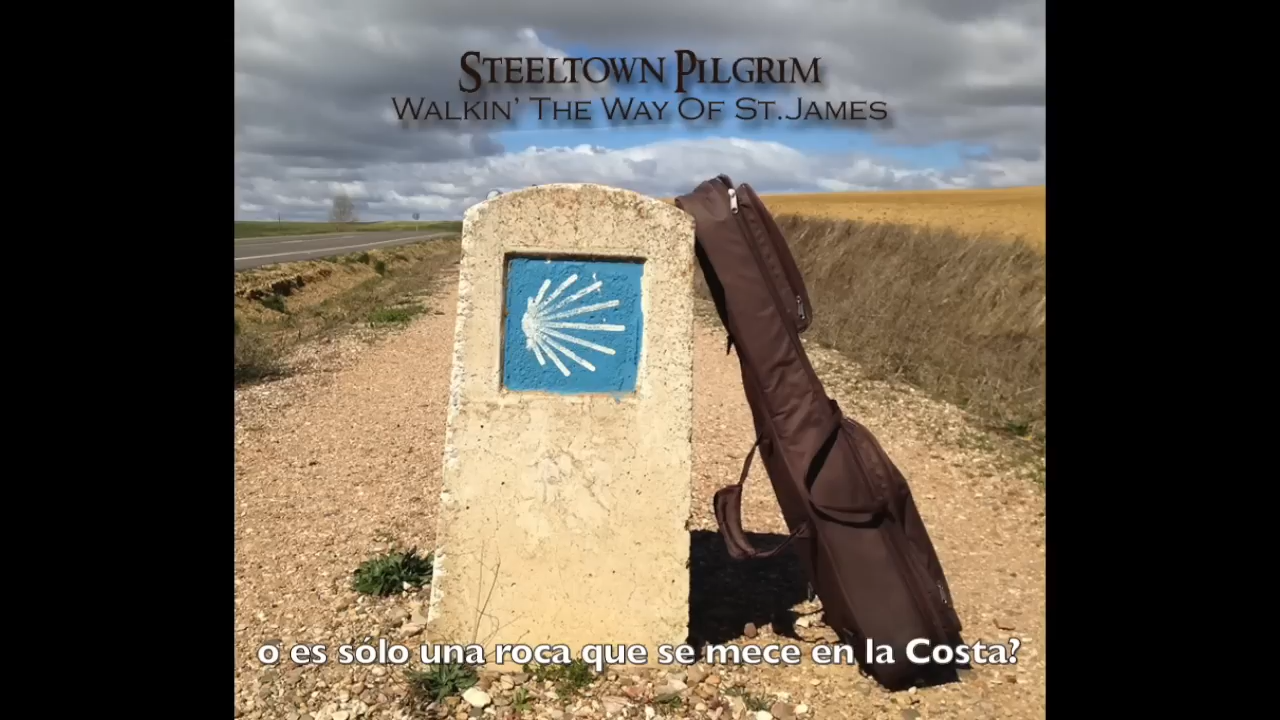 STEELTOWN PILGRIM
WALKIN' THE WAY OF ST.JAMES
o es sólo una roca que se mece en la Costa?